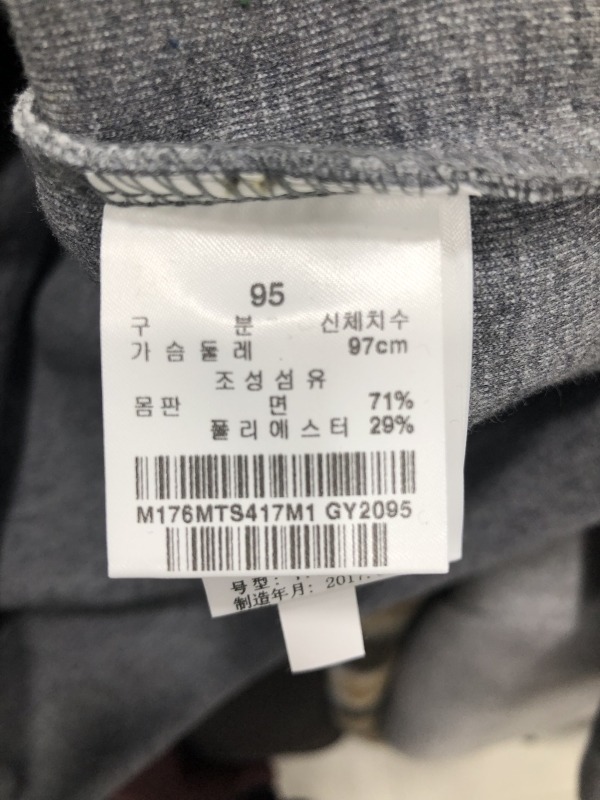 95
구 분 신체치수
가슴둘레 97cm
조성섬유
몸판 면 71%
폴리에스터 29%
M176MTS417M1 GY2095
号型:
制造年月: 2017.